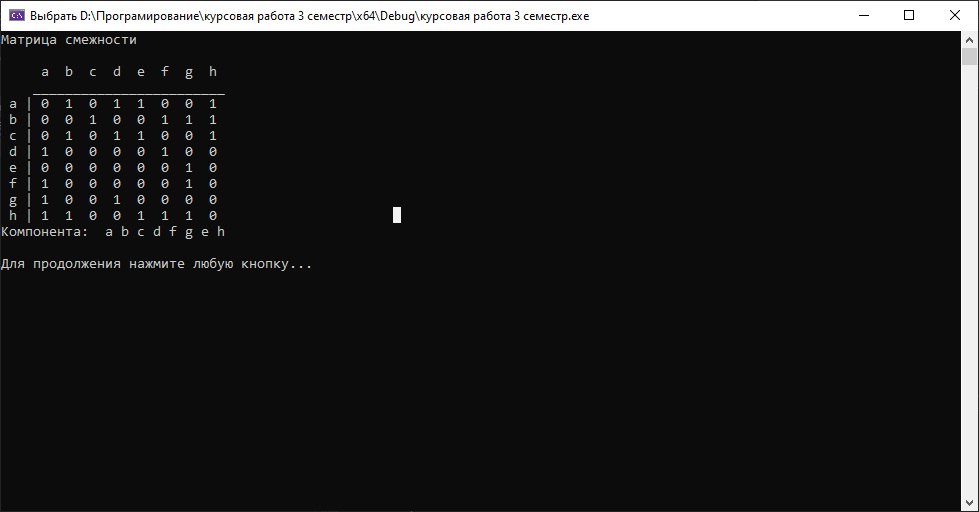 Выбрать D:\Програмирование\курсовая работа 3 семестр\x64\Debug\курсовая работа 3 семестр.exe
Матрица смежности
a b c d e f g h
________________________
a | 0 1 0 1 1 0 0 1
b | 0 0 1 0 0 1 1 1
c | 0 1 0 1 1 0 0 1
d | 1 0 0 0 0 1 0 0
e | 0 0 0 0 0 0 1 0
f | 1 0 0 0 0 0 1 0
g | 1 0 0 1 0 0 0 0
h | 1 1 0 0 1 1 1 0
Компонента: a b c d f g e h
Для продолжения нажмите любую кнопку...